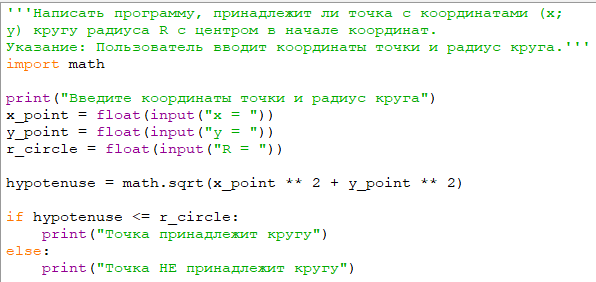 '''Написать программу, принадлежит ли точка с координатами (x;
y) кругу радиуса R с центром в начале координат.
Указание: Пользователь вводит координаты точки и радиус круга.'''
import math
print("Введите координаты точки и радиус круга")
x_point = float(input("x = "))
y_point = float(input("y = "))
r_circle = float(input("R = "))
hypotenuse = math.sqrt(x_point ** 2 + y_point ** 2)
if hypotenuse <= r_circle:
    print("Точка принадлежит кругу")
else:
    print("Точка НЕ принадлежит кругу")